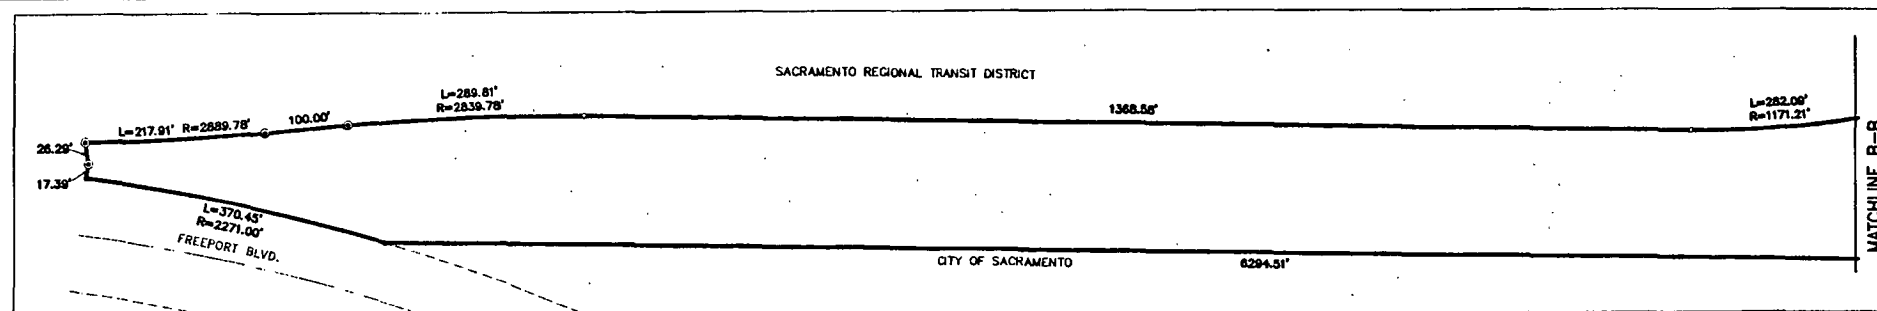 SACRAMENTO REGIONAL TRANSIT DISTRICT
L=289.81'
R=2839.78'
L=217.91' R=2889.78'
100.00'
1368.58'
L=282.09'
R=1171.21'
26.29'
17.39'
L=370.45'
R=2271.00'
FREEPORT BLVD.
CITY OF SACRAMENTO
6294.51'
MATCHLINE B-B